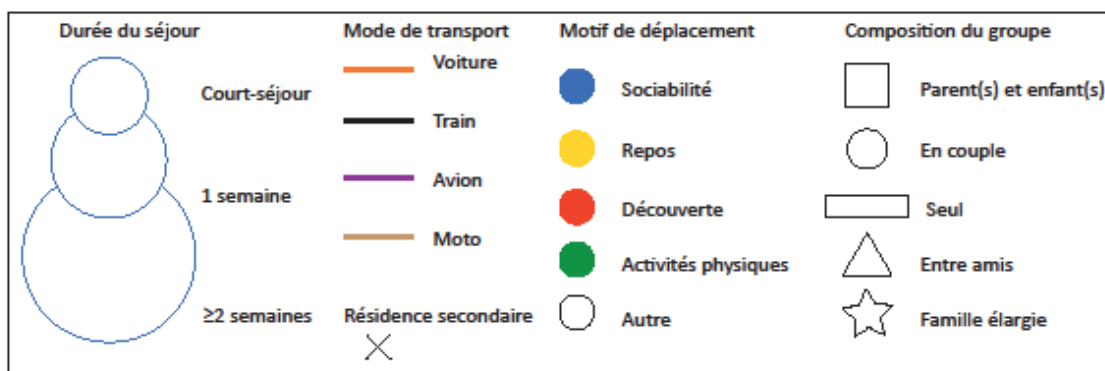 Durée du séjour
Court-séjour
1 semaine
≥2 semaines
Mode de transport
Voiture
Train
Avion
Moto
Résidence secondaire
Motif de déplacement
Sociabilité
Repos
Découverte
Activités physiques
Autre
Composition du groupe
Parent(s) et enfant(s)
En couple
Seul
Entre amis
Famille élargie